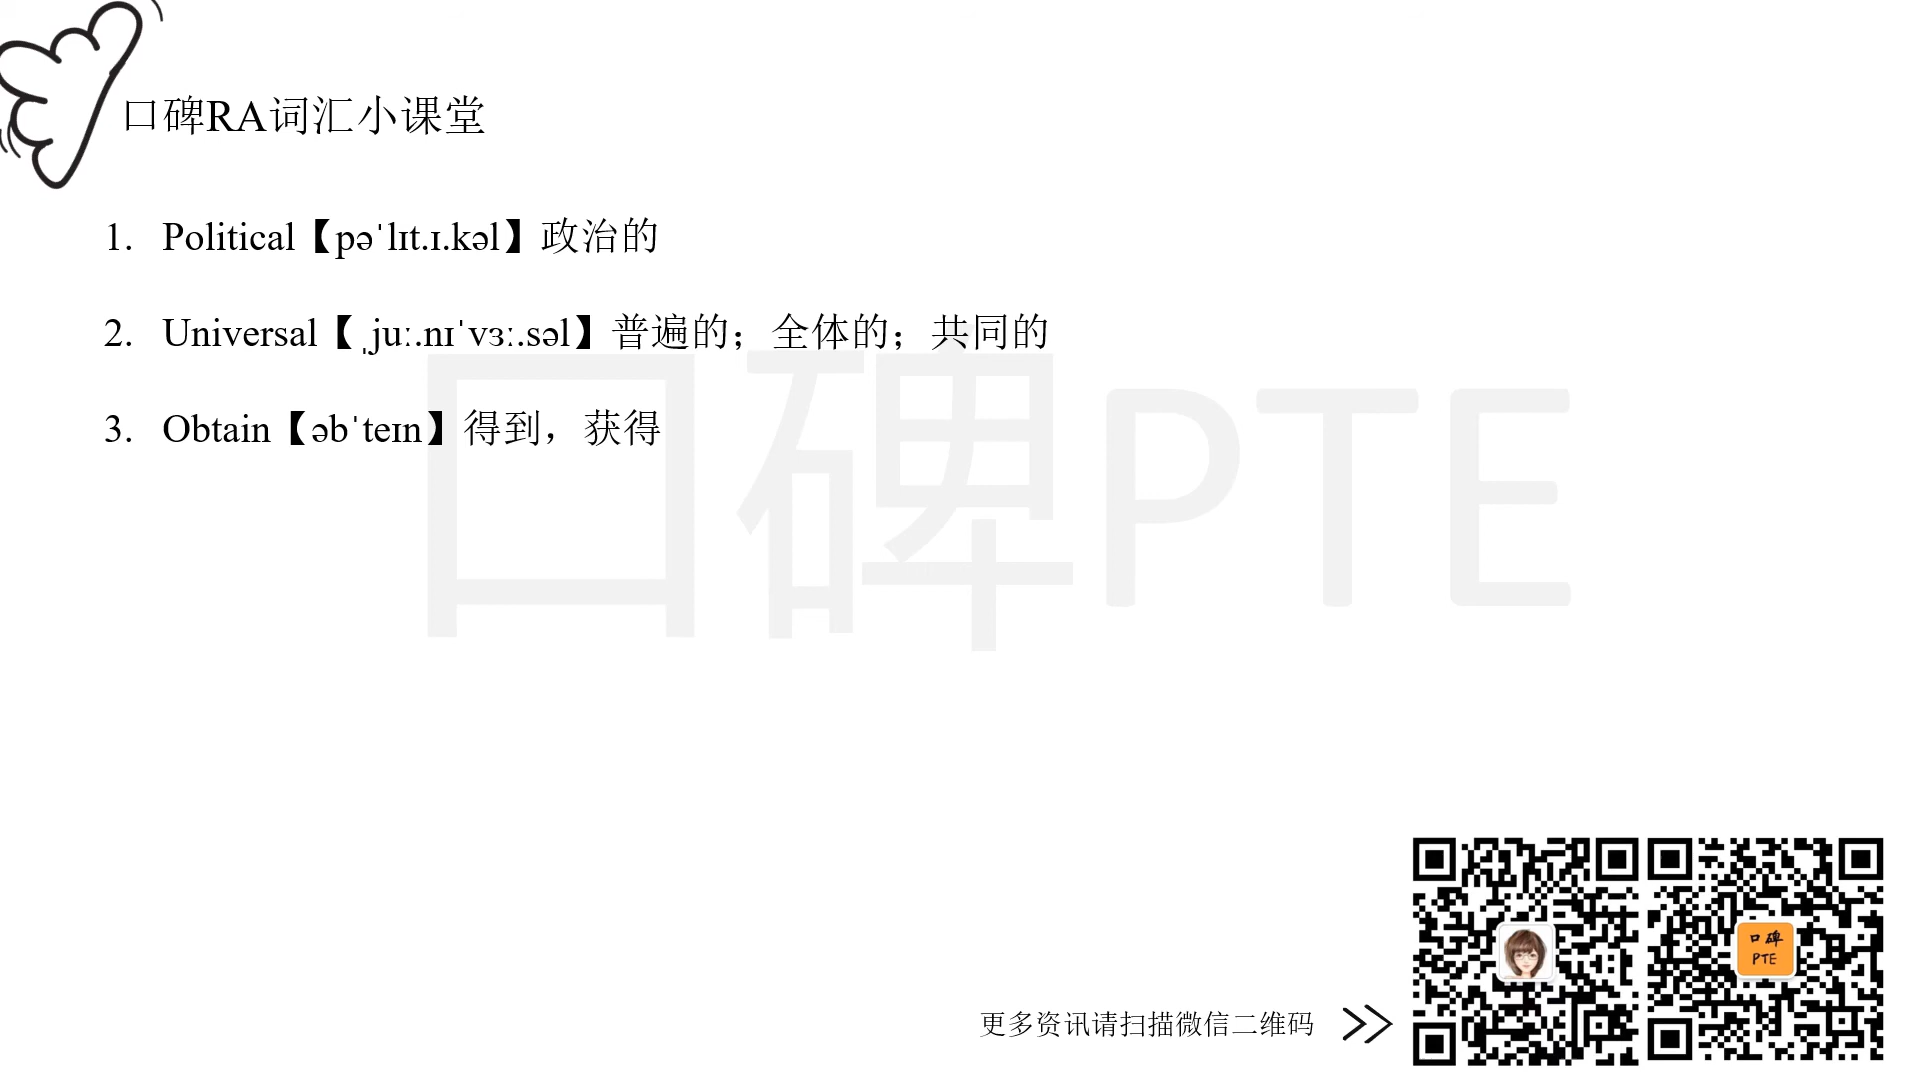 口碑RA词汇小课堂
1. Political【pəˈlɪt.ɪ.kəl】政治的
2. Universal【ˌjuː.nɪˈvɜː.səl】普遍的；全体的；共同的
3. Obtain【əbˈteɪn】得到，获得
口碑PTE
更多资讯请扫描微信二维码 >>
口碑
PTE